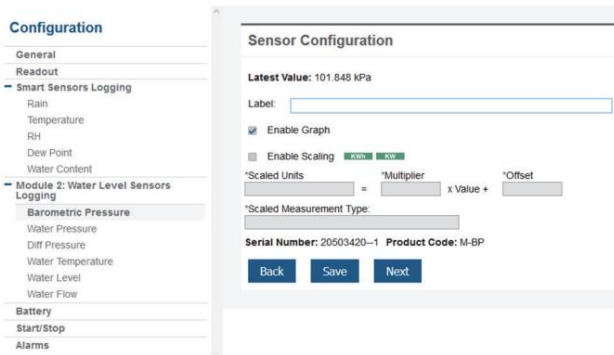 Configuration
General
Readout
Smart Sensors Logging
Rain
Temperature
RH
Dew Point
Water Content
Module 2: Water Level Sensors
Logging
Barometric Pressure
Water Pressure
Diff Pressure
Water Temperature
Water Level
Water Flow
Battery
Start/Stop
Alarms
Sensor Configuration
Latest Value: 101.848 kPa
Label:
Enable Graph
Enable Scaling KWh KW
*Scaled Units *Multiplier *Offset
= x Value +
*Scaled Measurement Type:
Serial Number: 20503420--1 Product Code: M-BP
Back Save Next